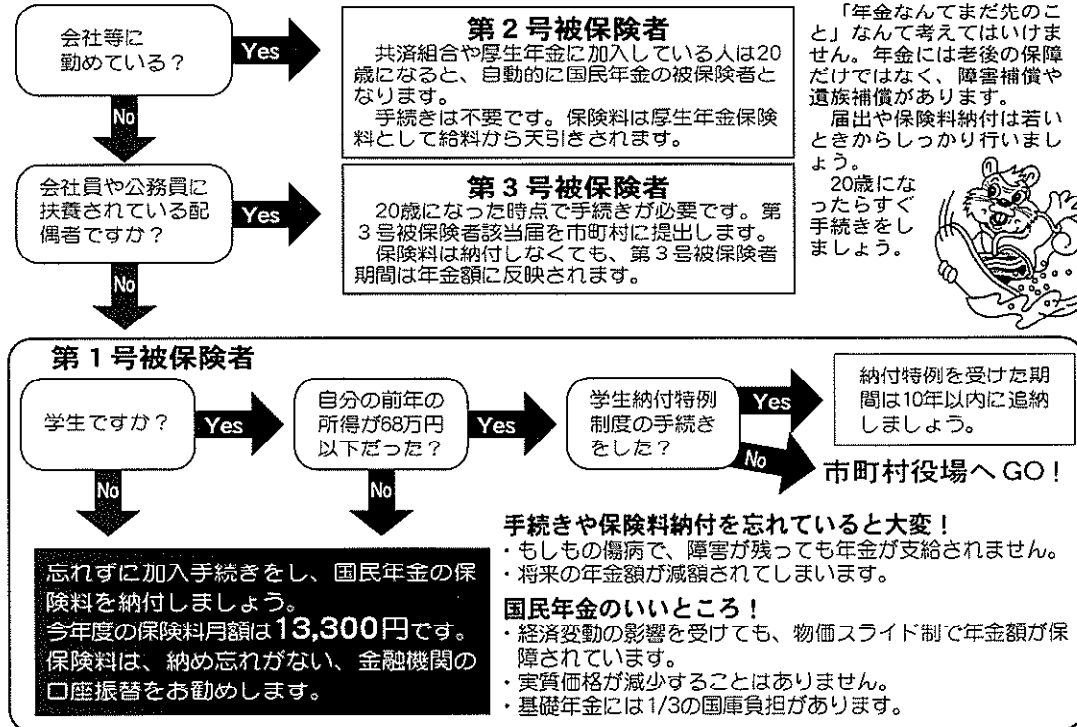 会社等に
勤めている？
Yes
第２号被保険者
共済組合や厚生年金に加入している人は20
歳になると、自動的に国民年金の被保険者と
なります。
手続きは不要です。保険料は厚生年金保険
料として給料から天引きされます。
「年金なんてまだ先のこ
と」なんて考えてはいけま
せん。年金には老後の保障
だけではなく、障害補償や
遺族補償があります。
届出や保険料納付は若い
ときからしっかり行いまし
ょう。
20歳にな
ったらすぐ
手続きをし
ましょう。
No
会社員や公務員に
扶養されている配
偶者ですか？
Yes
第３号被保険者
20歳になった時点で手続きが必要です。第
３号被保険者該当届を市町村に提出します。
保険料は納付しなくても、第３号被保険者
期間は年金額に反映されます。
No
第１号被保険者
学生ですか？
Yes
自分の前年の
所得が68万円
以下だった？
Yes
学生納付特例
制度の手続き
をした？
Yes
納付特例を受けた期
間は10年以内に追納
しましょう。
No
市町村役場へGO！
No
No
忘れずに加入手続きをし、国民年金の保
険料を納付しましょう。
今年度の保険料月額は13,300円です。
保険料は、納め忘れがない、金融機関の
口座振替をお勧めします。
手続きや保険料納付を忘れていると大変！
・もしもの傷病で、障害が残っても年金が支給されません。
・将来の年金額が減額されてしまいます。
国民年金のいいところ！
・経済変動の影響を受けても、物価スライド制で年金額が保
障されています。
・実質価格が減少することはありません。
・基礎年金には1/3の国庫負担があります。